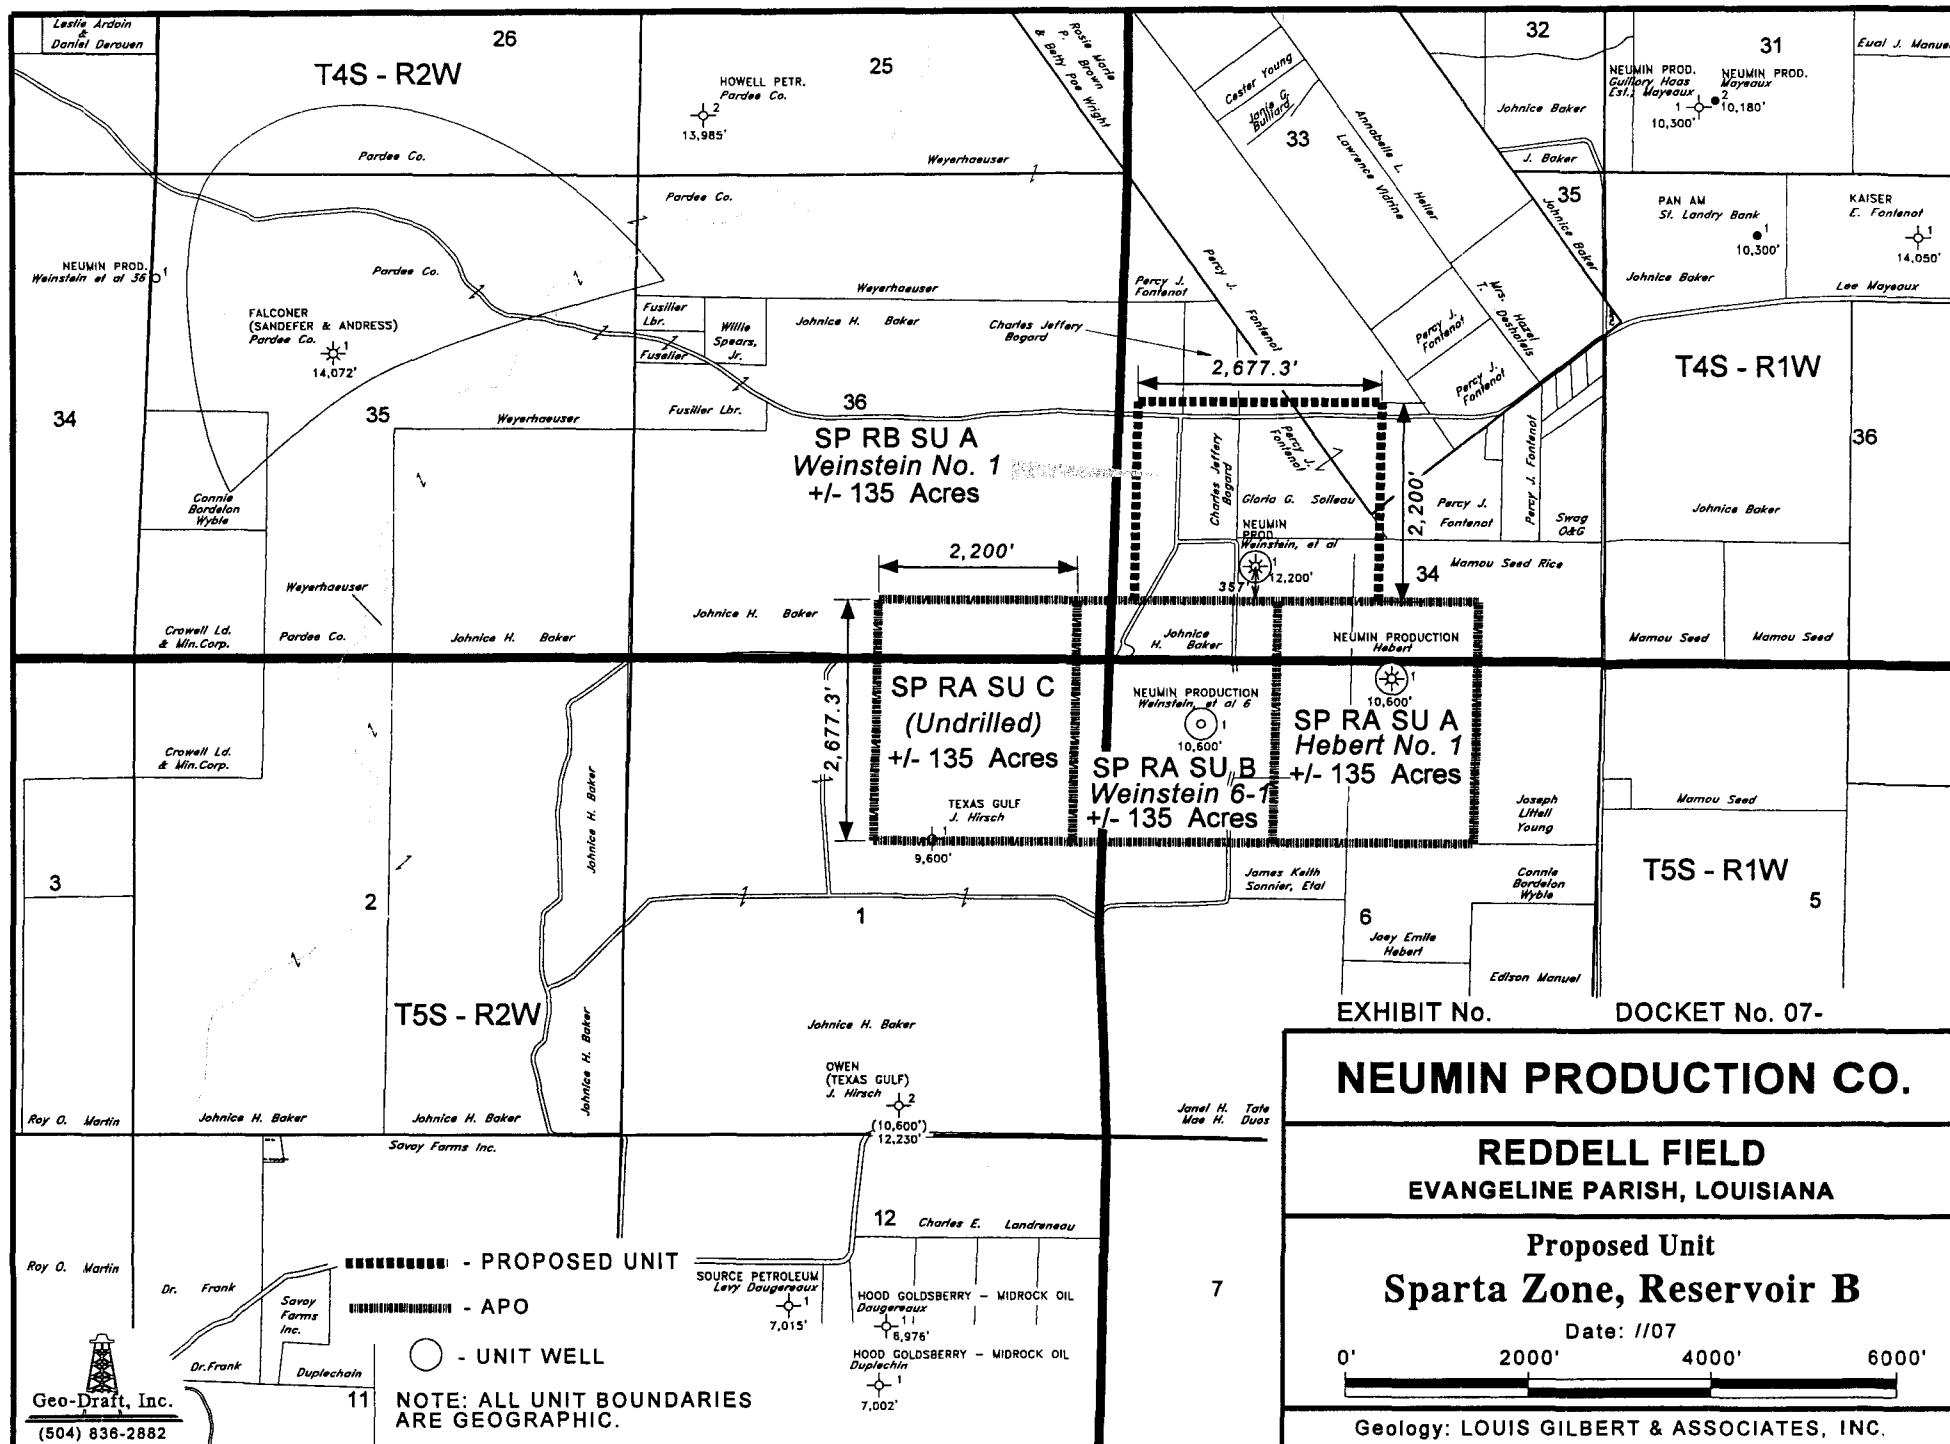 Leslie Ardoin
&
Daniel Derouen
26
T4S - R2W
HOWELL PETR.
Pardee Co.
2
13,985'
25
Rosie Marie
P. Brown
& Betty Poe Wright
Caster Young
Janie G.
Bulliard
33
Annabelle L. Heller
Lawrence Vidrine
32
31
Eual J. Manuel
NEUMIN PROD.
Guillory Haas
Est.; Mayeaux
1
10,300'
NEUMIN PROD.
Mayeaux
2
10,180'
Johnice Baker
J. Baker
Pardee Co.
Weyerhaeuser
Pardee Co.
35
Johnice Baker
PAN AM
St. Landry Bank
1
10,300'
KAISER
E. Fontenot
1
14,050'
Johnice Baker
Lee Mayeaux
NEUMIN PROD.
Weinstein et al 36
1
Pardee Co.
FALCONER
(SANDEFER & ANDRESS)
Pardee Co.
1
14,072'
Weyerhaeuser
Fusilier
Lbr.
Fuselier
Willie
Spears,
Jr.
Johnice H. Baker
Charles Jeffery
Bogard
Percy J.
Fontenot
Percy J. Fontenot
Mrs. Hazel
T. Deshotels
Percy J.
Fontenot
Percy J.
Fontenot
2,677.3'
T4S - R1W
34
35
Weyerhaeuser
Fusilier Lbr.
36
SP RB SU A
Weinstein No. 1
+/- 135 Acres
Charles Jeffery
Bogard
Percy J.
Fontenot
Gloria G. Soileau
2,200'
Percy J.
Fontenot
Percy J. Fontenot
Swag
O&G
36
Johnice Baker
Connie
Bordelon
Wyble
NEUMIN
PROD
Weinstein, et al
1
12,200'
357'
2,200'
34
Mamou Seed Rice
Weyerhaeuser
Johnice H. Baker
Crowell Ld.
& Min.Corp.
Pardee Co.
Johnice H. Baker
Johnice
H. Baker
NEUMIN PRODUCTION
Hebert
1
10,600'
Mamou Seed
Mamou Seed
2,677.3'
SP RA SU C
(Undrilled)
+/- 135 Acres
NEUMIN PRODUCTION
Weinstein, et al 6
1
10,600'
SP RA SU B
Weinstein 6-1
+/- 135 Acres
SP RA SU A
Hebert No. 1
+/- 135 Acres
Crowell Ld.
& Min.Corp.
Johnice H. Baker
TEXAS GULF
J. Hirsch
1
9,600'
Joseph
Littell
Young
Mamou Seed
T5S - R1W
3
2
1
James Keith
Sonnier, Etal
Connie
Bordelon
Wyble
5
6
Joey Emile
Hebert
Edison Manuel
T5S - R2W
Johnice H. Baker
Johnice H. Baker
OWEN
(TEXAS GULF)
J. Hirsch
2
(10,600')
12,230'
Roy O. Martin
Johnice H. Baker
Johnice H. Baker
Savoy Farms Inc.
Janel H. Tate
Mae H. Duos
12
Charles E. Landreneau
7
Roy O. Martin
Dr. Frank
Savoy
Farms
Inc.
Dr.Frank
Duplechain
11
SOURCE PETROLEUM
Levy Daugereaux
1
7,015'
HOOD GOLDSBERRY – MIDROCK OIL
Daugereaux
1
6,976'
HOOD GOLDSBERRY – MIDROCK OIL
Duplechin
1
7,002'
- PROPOSED UNIT
- APO
- UNIT WELL
NOTE: ALL UNIT BOUNDARIES
ARE GEOGRAPHIC.
Geo-Draft, Inc.
(504) 836-2882
EXHIBIT No.
DOCKET No. 07-
NEUMIN PRODUCTION CO.
REDDELL FIELD
EVANGELINE PARISH, LOUISIANA
Proposed Unit
Sparta Zone, Reservoir B
Date: //07
0' 2000' 4000' 6000'
Geology: LOUIS GILBERT & ASSOCIATES, INC.